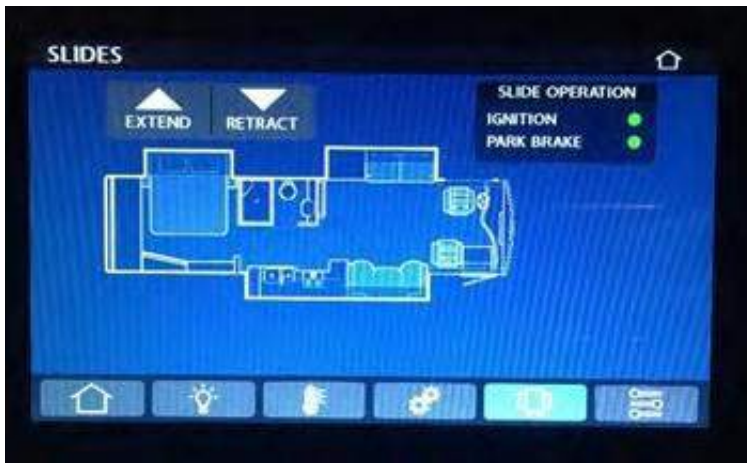 SLIDES
EXTEND
RETRACT
SLIDE OPERATION
IGNITION
PARK BRAKE